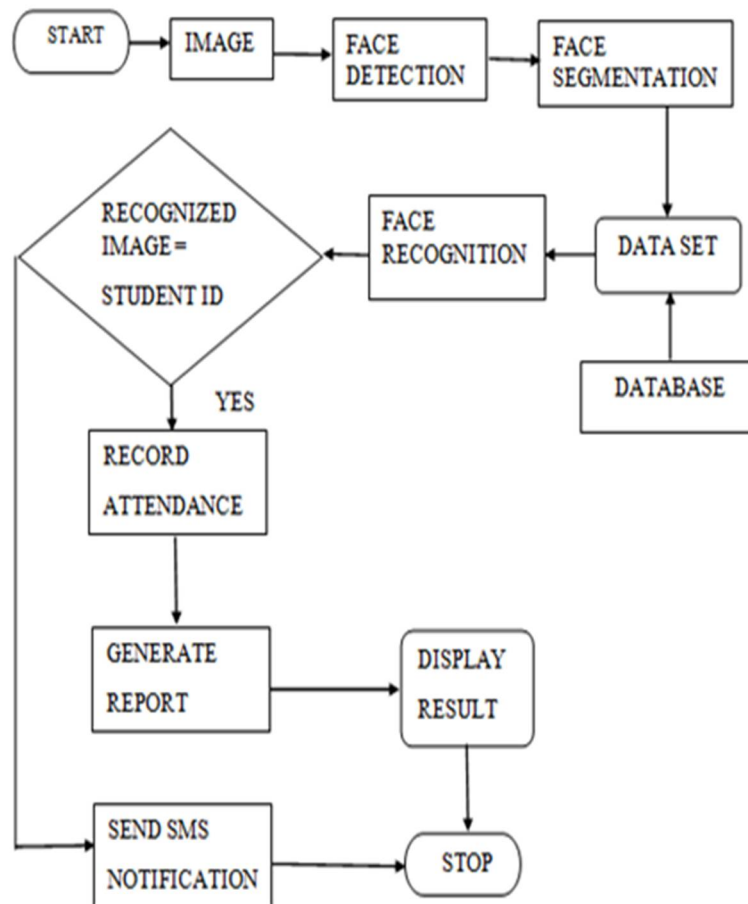 START
IMAGE
FACE
DETECTION
FACE
SEGMENTATION
RECOGNIZED
IMAGE =
STUDENT ID
FACE
RECOGNITION
DATA SET
DATABASE
YES
RECORD
ATTENDANCE
GENERATE
REPORT
DISPLAY
RESULT
SEND SMS
NOTIFICATION
STOP